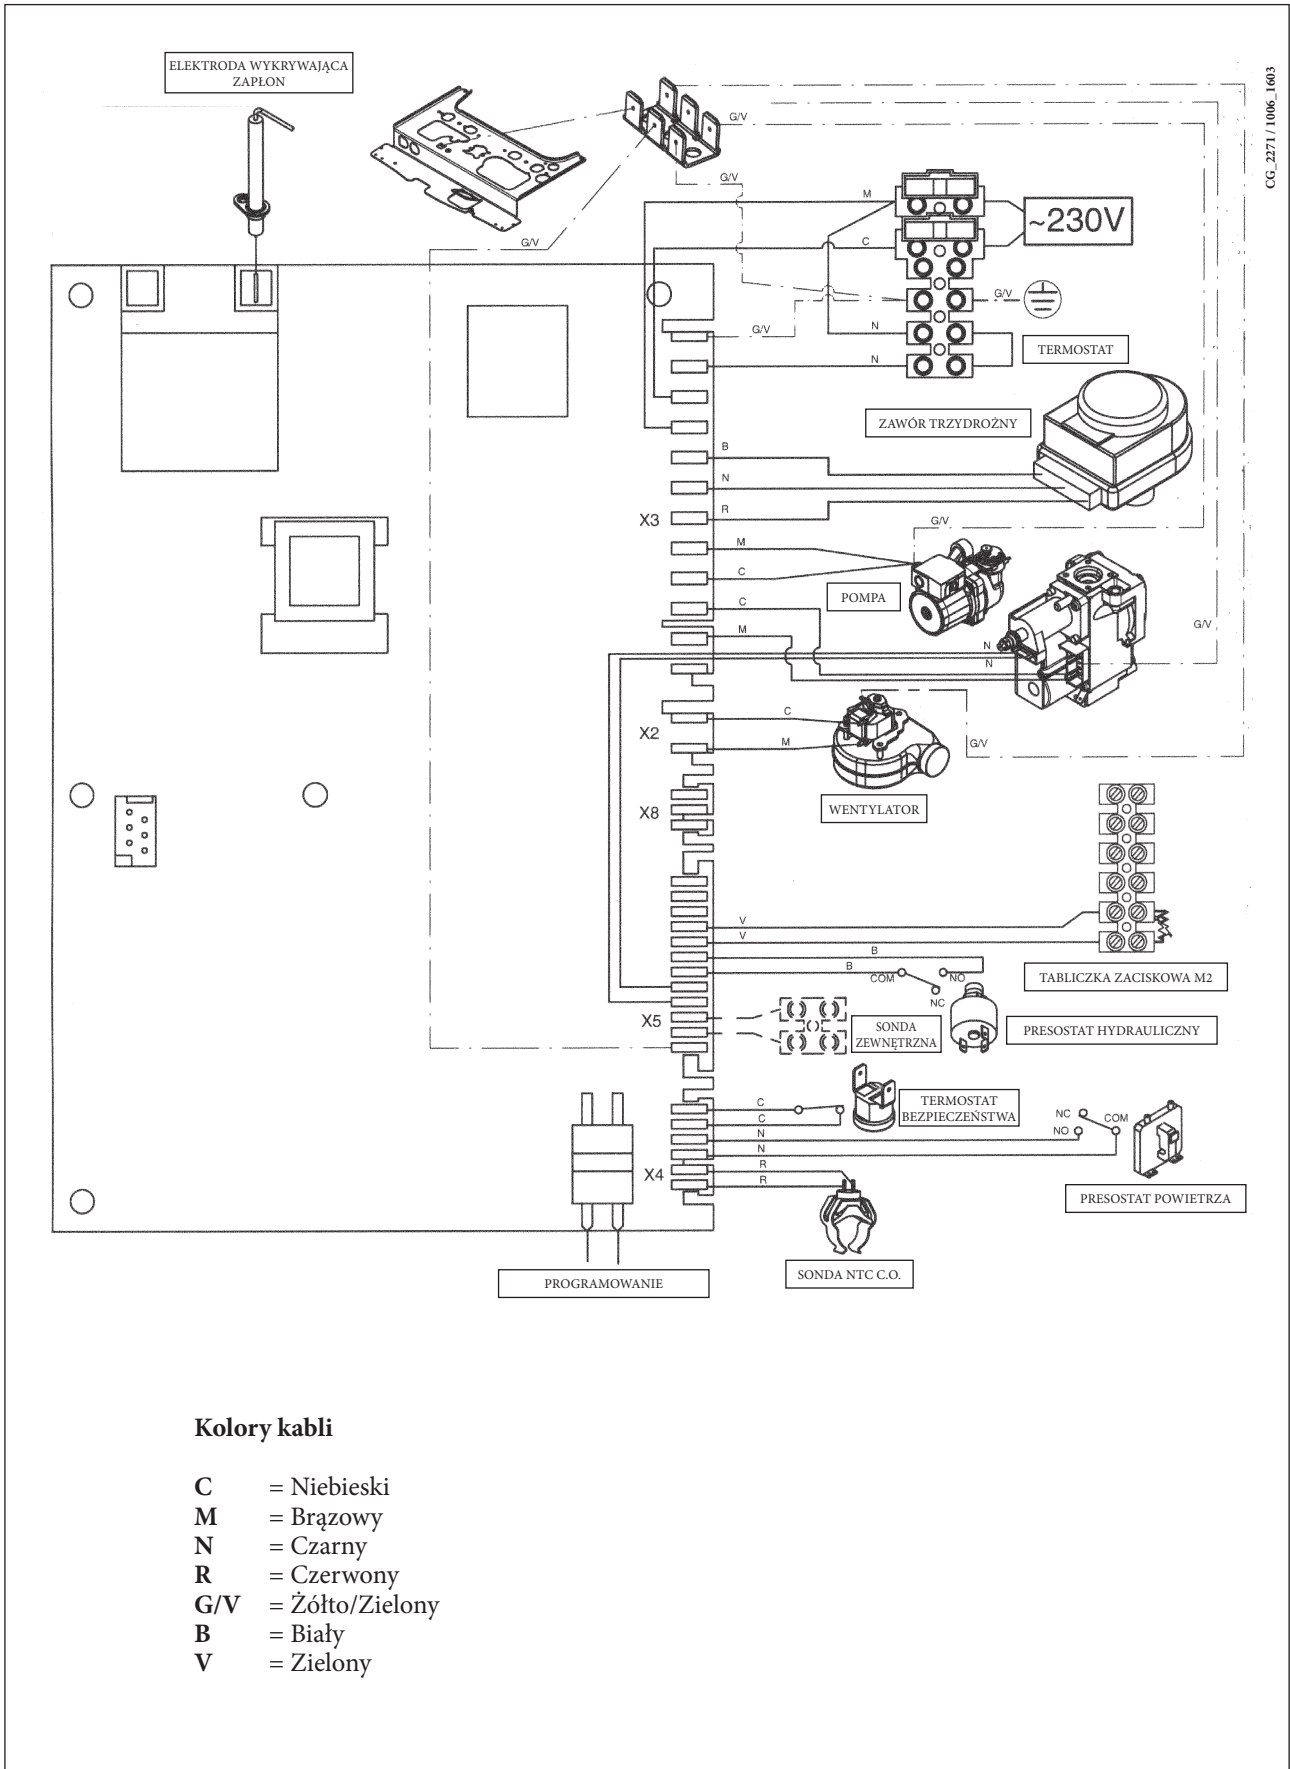 ELEKTRODA WYKRYWAJĄCA
ZAPŁON
CG_2271 / 1006_1603
G/V
G/V
G/V
M
~230V
C
G/V
G/V
N
TERMOSTAT
N
ZAWÓR TRZYDROŻNY
B
N
X3
R
G/V
M
C
POMPA
C
M
G/V
N
N
X2
C
M
G/V
WENTYLATOR
X8
V
V
B
B
COM
NO
NC
TABLICZKA ZACISKOWA M2
X5
SONDA
ZEWNĘTRZNA
PRESOSTAT HYDRAULICZNY
C
C
TERMOSTAT
BEZPIECZEŃSTWA
N
N
NC
NO
COM
X4
R
R
PRESOSTAT POWIETRZA
SONDA NTC C.O.
PROGRAMOWANIE
Kolory kabli
C = Niebieski
M = Brązowy
N = Czarny
R = Czerwony
G/V = Żółto/Zielony
B = Biały
V = Zielony